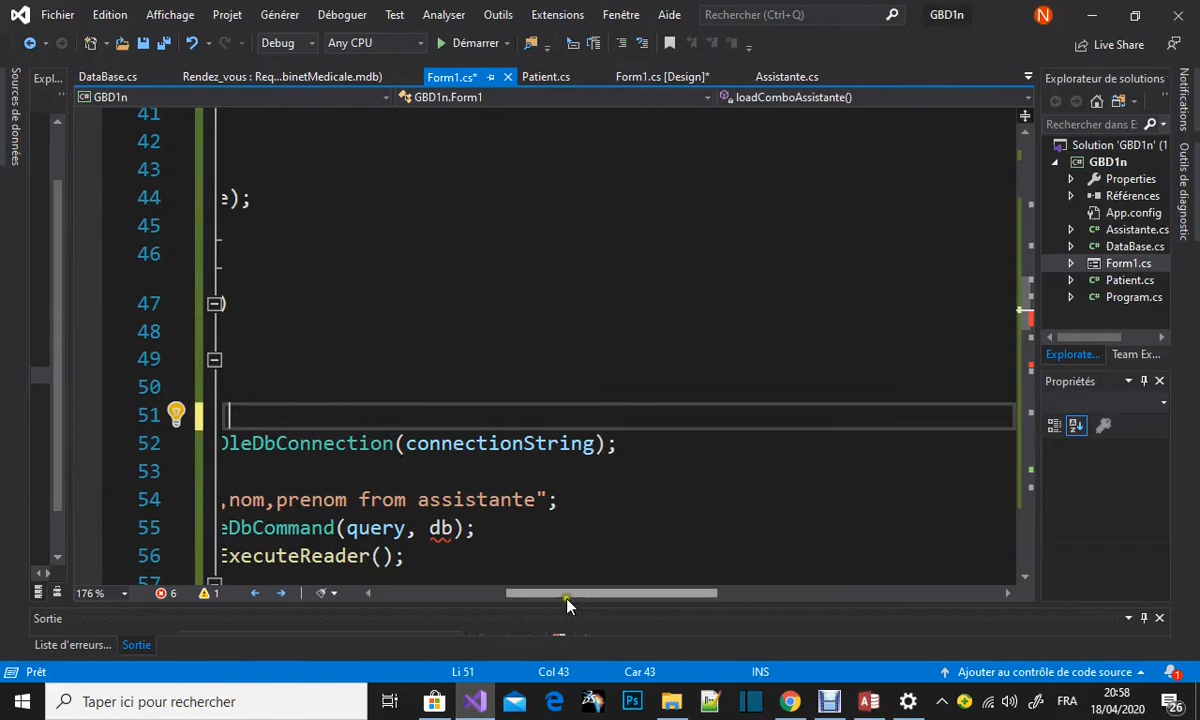 Fichier Edition Affichage Projet Générer Déboguer Test Analyser Outils Extensions Fenêtre Aide Rechercher (Ctrl+Q) GBD1n N
Debug Any CPU Démarrer Live Share
Sources de données
Expl...
DataBase.cs Rendez_vous : Req...binetMedicale.mdb) Form1.cs* Patient.cs Form1.cs [Design]* Assistante.cs
GBD1n GBD1n.Form1 loadComboAssistante()
41
42
43
44 e);
45
46
47 )
48
49
50
51
52 OleDbConnection(connectionString);
53
54 ,nom,prenom from assistante";
55 eDbCommand(query, db);
56 ExecuteReader();
57
176 % 6 1
Sortie
Liste d'erreurs... Sortie
Explorateur de solutions
Rechercher dans E
Solution 'GBD1n' (1
GBD1n
Properties
Références
App.config
Assistante.cs
DataBase.cs
Form1.cs
Patient.cs
Program.cs
Explorate... Team Ex...
Propriétés
Notifications
Outils de diagnostic
Prêt Li 51 Col 43 Car 43 INS Ajouter au contrôle de code source 1
Taper ici pour rechercher FRA 20:58
18/04/2020 26